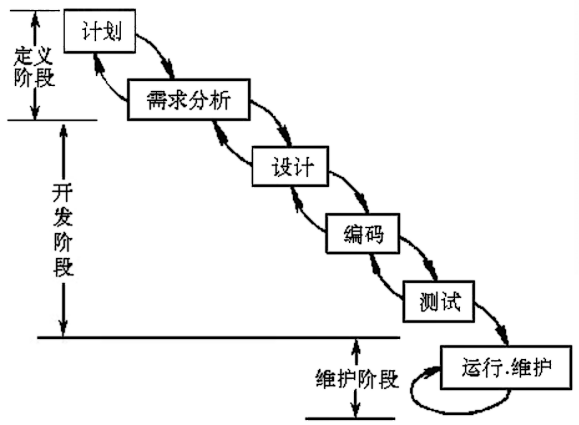 计划
定义
阶段
需求分析
设计
开
发
阶
段
编码
测试
运行.维护
维护阶段